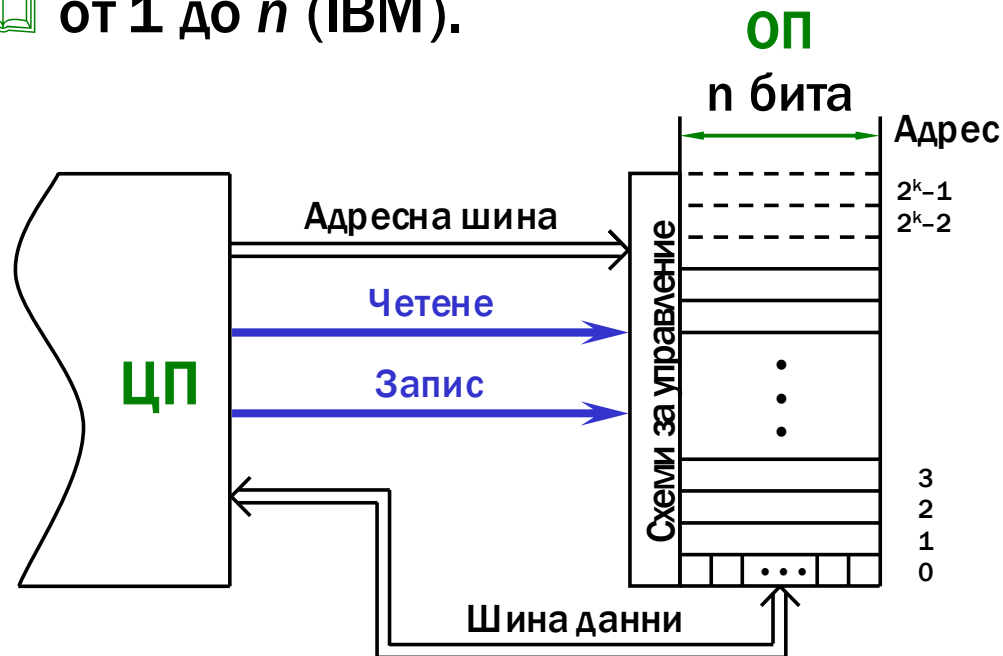 от 1 до n (IBM).
ОП
n бита
Адрес
2ᵏ–1
2ᵏ–2
Адресна шина
Четене
Запис
ЦП
Схеми за управление
• • •
3
2
1
0
• • •
Шина данни